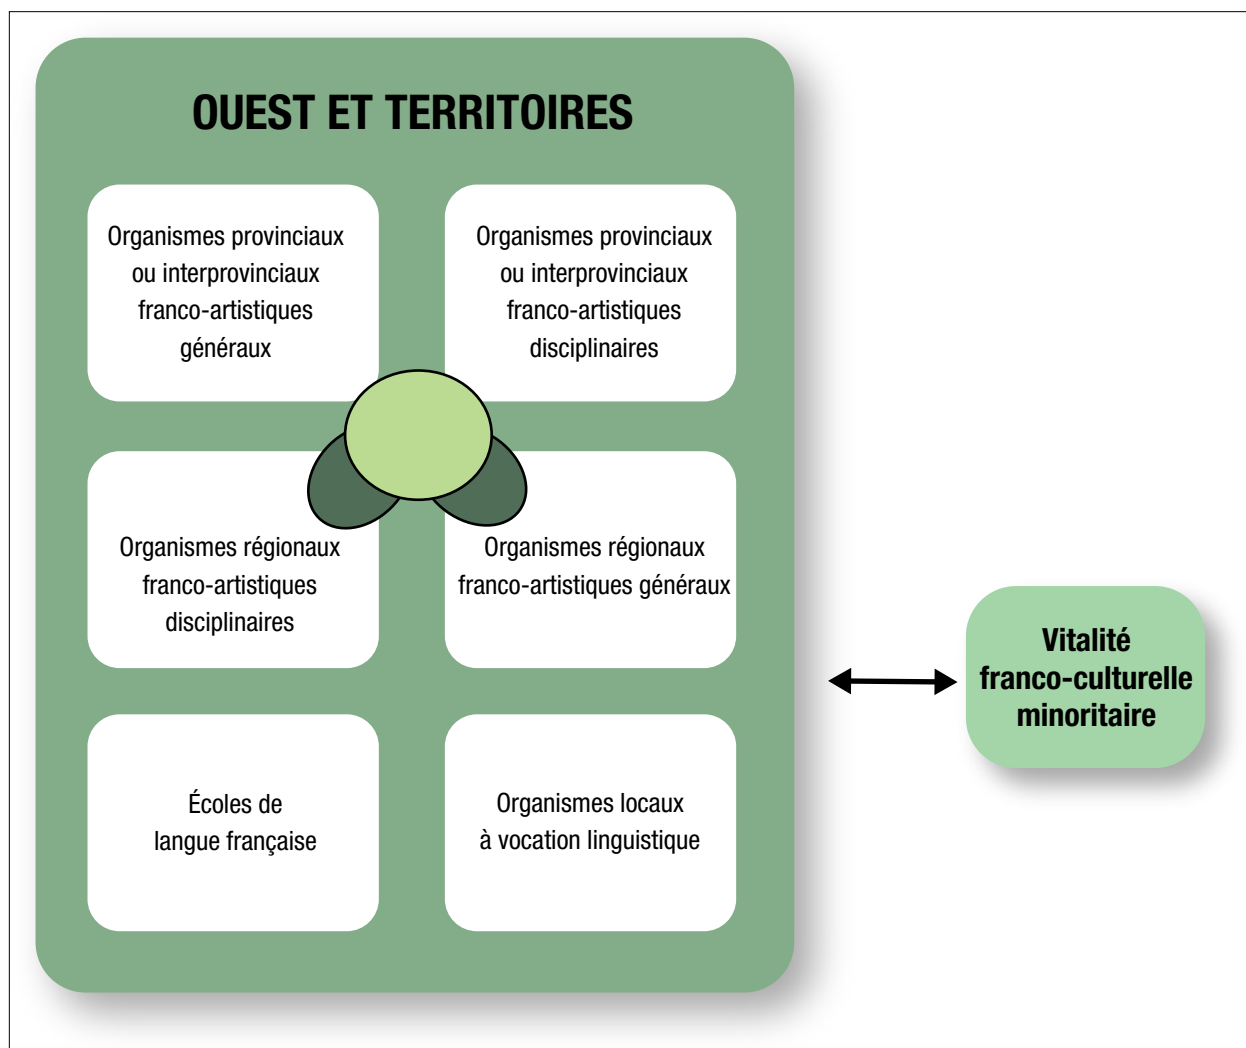 OUEST ET TERRITOIRES
Organismes provinciaux
ou interprovinciaux
franco-artistiques
généraux
Organismes provinciaux
ou interprovinciaux
franco-artistiques
disciplinaires
Organismes régionaux
franco-artistiques
disciplinaires
Organismes régionaux
franco-artistiques généraux
Écoles de
langue française
Organismes locaux
à vocation linguistique
Vitalité
franco-culturelle
minoritaire